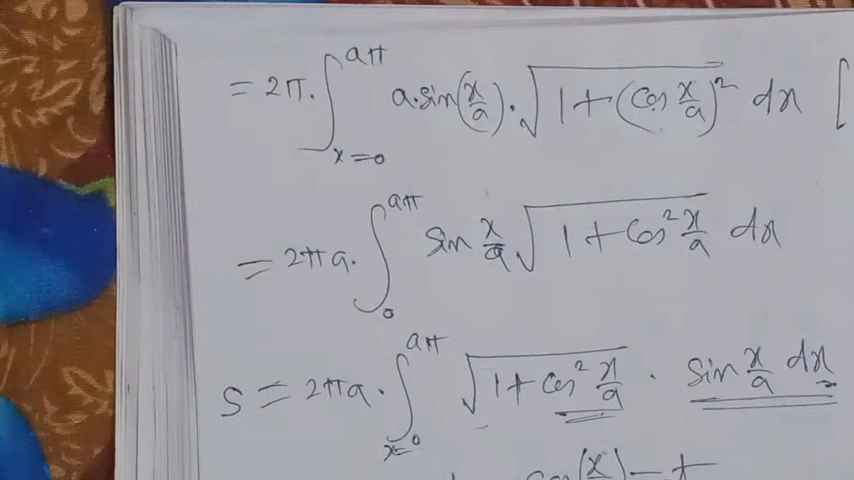 = 2π. ∫_{x=0}^{aπ} a.sin(x/a). √(1+(cos x/a)²) dx [
= 2πa. ∫_0^{aπ} sin x/a √(1+cos² x/a) dx
S = 2πa. ∫_{x=0}^{aπ} √(1+cos² x/a) . sin x/a dx
cos(x/a) = t